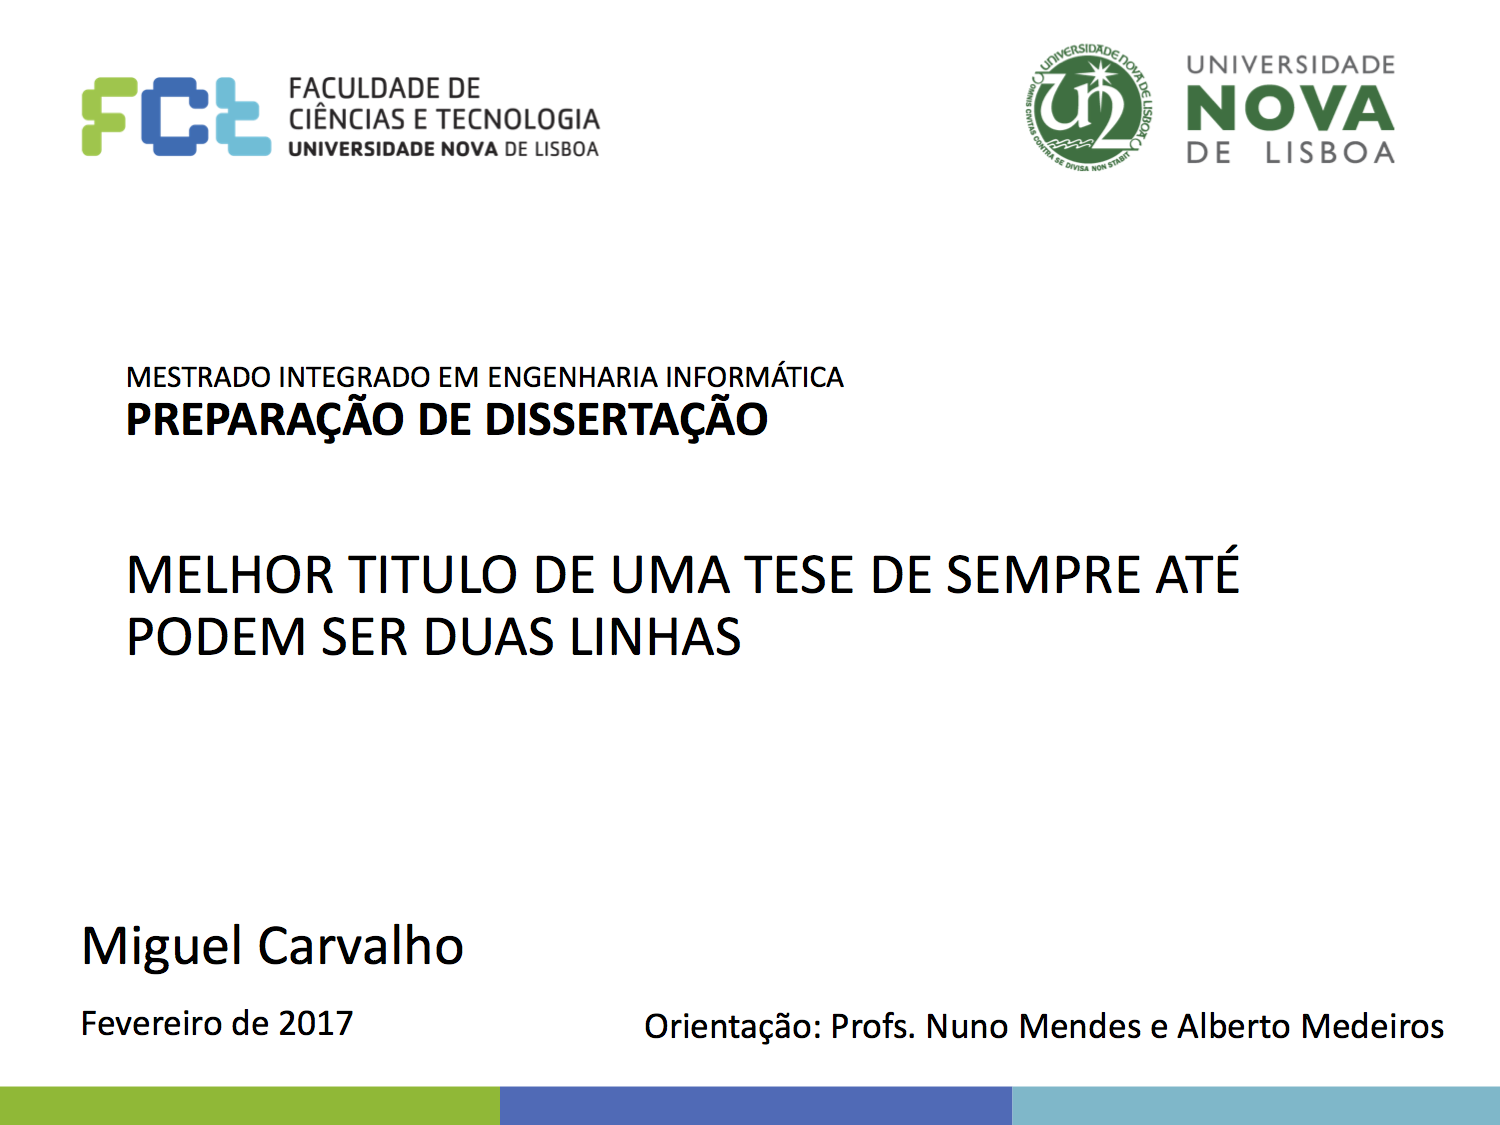 FCt
FACULDADE DE
CIÊNCIAS E TECNOLOGIA
UNIVERSIDADE NOVA DE LISBOA
UNIVERSIDADE NOVA DE LISBOA
OMNIS CIVITAS CONTRA SE DIVISA NON STABIT
UNIVERSIDADE
NOVA
DE LISBOA
MESTRADO INTEGRADO EM ENGENHARIA INFORMÁTICA
PREPARAÇÃO DE DISSERTAÇÃO
MELHOR TITULO DE UMA TESE DE SEMPRE ATÉ
PODEM SER DUAS LINHAS
Miguel Carvalho
Fevereiro de 2017
Orientação: Profs. Nuno Mendes e Alberto Medeiros